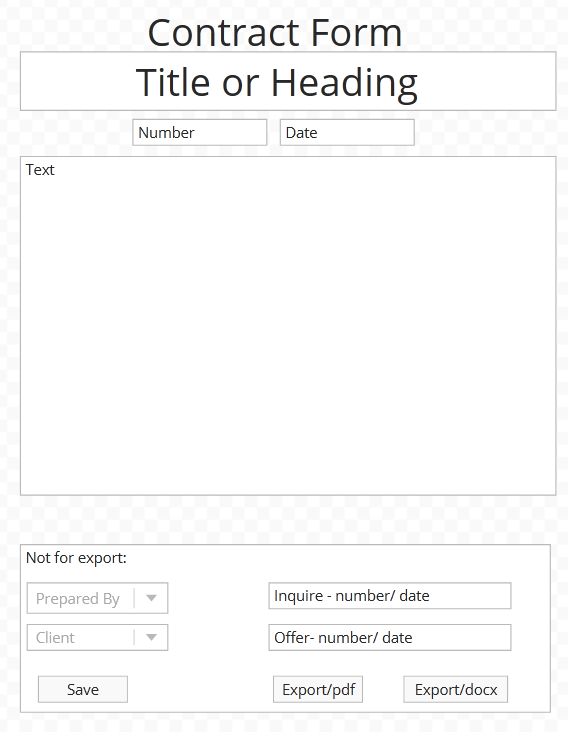 Contract Form
Title or Heading
Number
Date
Text
Not for export:
Prepared By
Inquire - number/ date
Client
Offer- number/ date
Save
Export/pdf
Export/docx